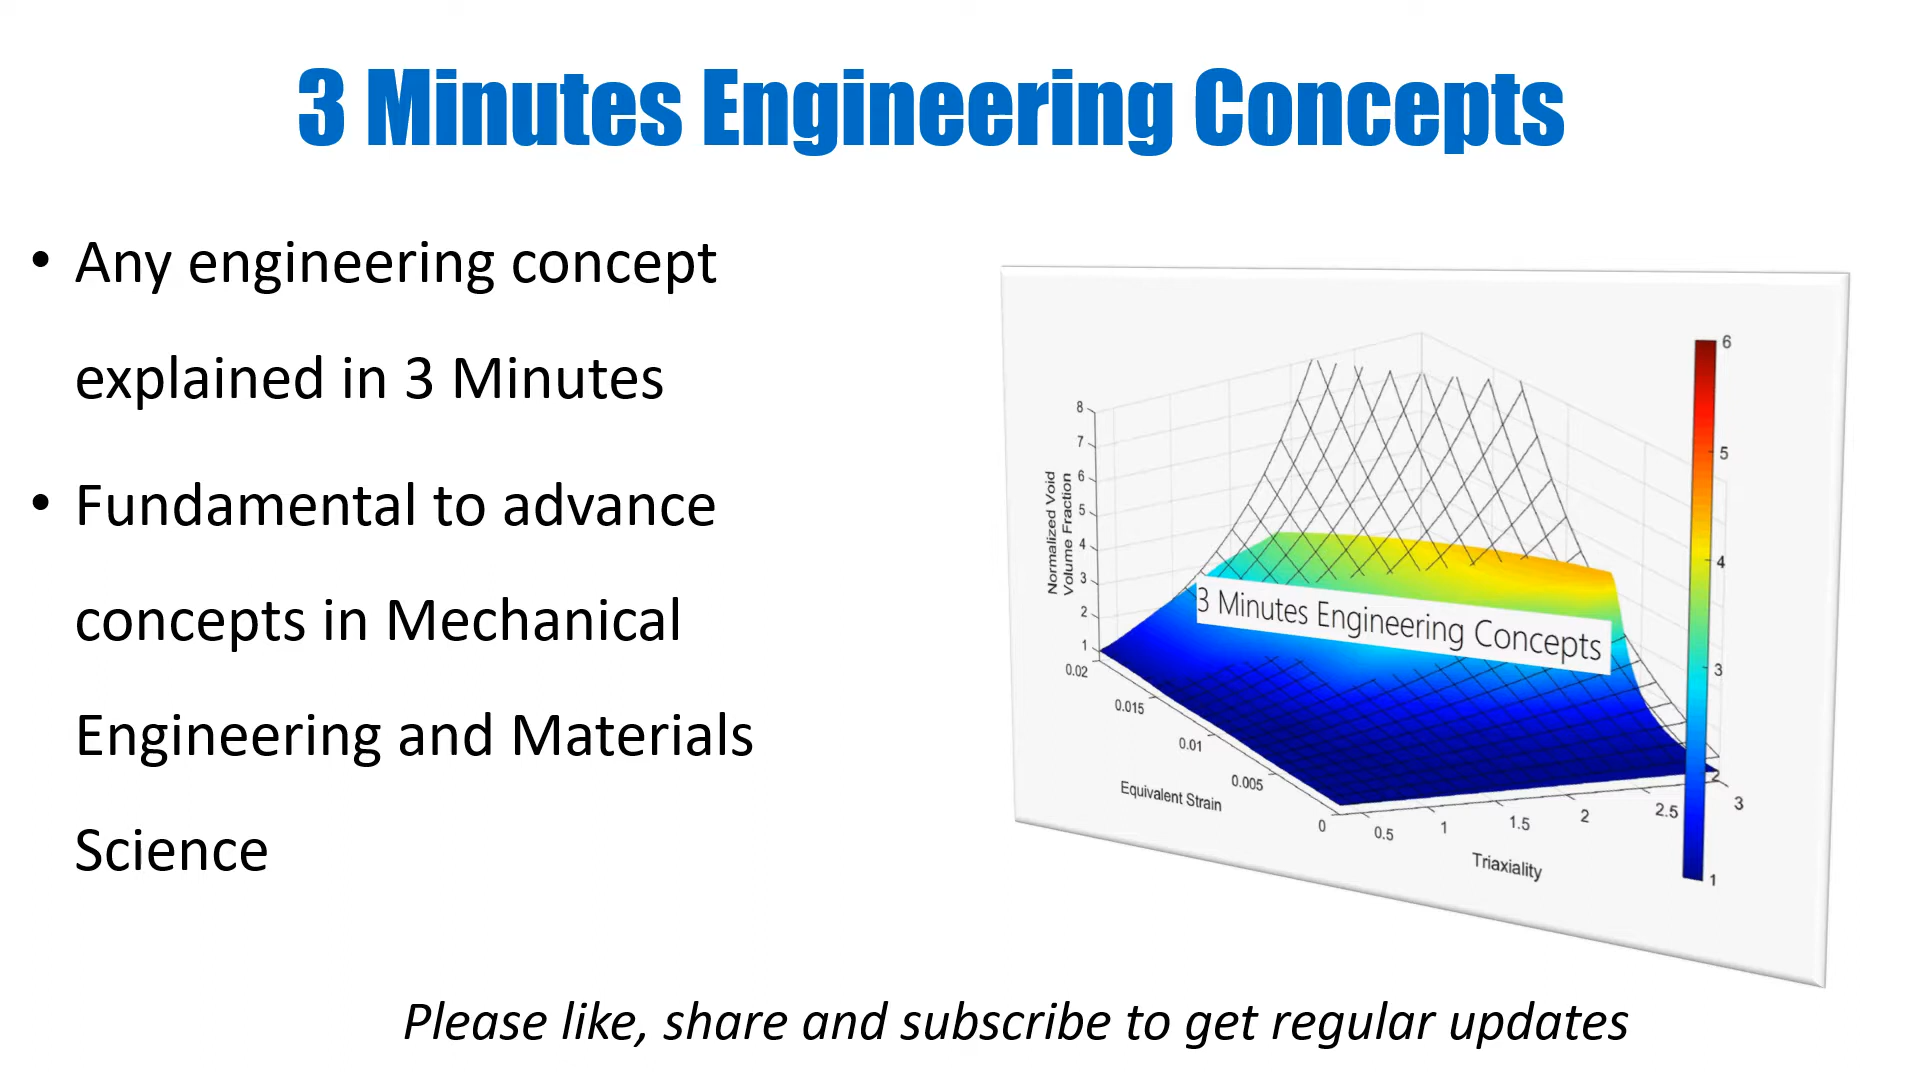 3 Minutes Engineering Concepts
• Any engineering concept
explained in 3 Minutes
• Fundamental to advance
concepts in Mechanical
Engineering and Materials
Science
8
7
6
5
4
3
2
1
Normalized Void
Volume Fraction
0.02
0.015
0.01
0.005
0
Equivalent Strain
0.5
1
1.5
2
2.5
3
Triaxiality
3 Minutes Engineering Concepts
6
5
4
3
2
1
Please like, share and subscribe to get regular updates